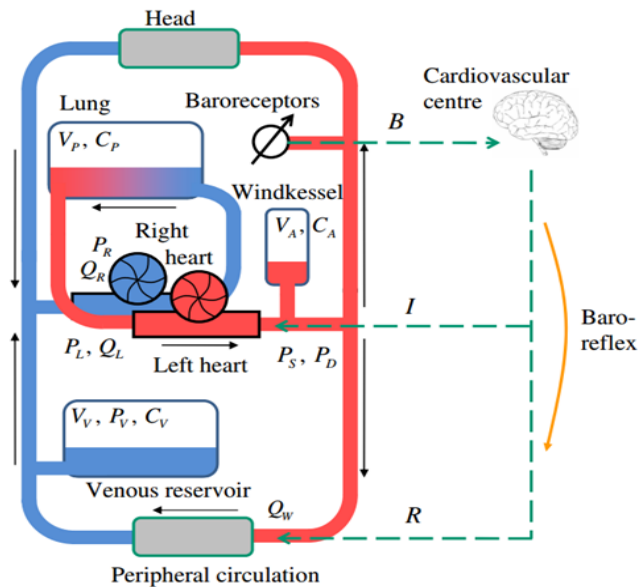 Head
Cardiovascular
centre
Lung
Baroreceptors
B
V_P, C_P
Windkessel
Right
heart
P_R
Q_R
V_A, C_A
I
Baro-
reflex
P_L, Q_L
Left heart
P_S, P_D
V_V, P_V, C_V
Venous reservoir
Q_W
R
Peripheral circulation